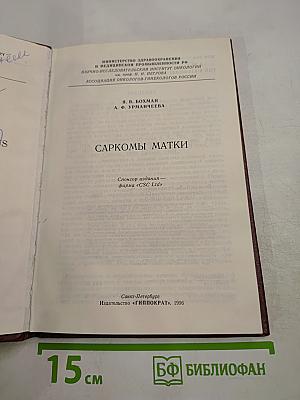 МИНИСТЕРСТВО ЗДРАВООХРАНЕНИЯ
И МЕДИЦИНСКОЙ ПРОМЫШЛЕННОСТИ РФ
НАУЧНО-ИССЛЕДОВАТЕЛЬСКИЙ ИНСТИТУТ ОНКОЛОГИИ
им. проф. Н. Н. ПЕТРОВА
АССОЦИАЦИЯ ОНКОЛОГОВ-ГИНЕКОЛОГОВ РОССИИ
Я. В. БОХМАН
А. Ф. УРМАНЧЕЕВА
САРКОМЫ МАТКИ
Спонсор издания —
фирма «CSC Ltd»
Санкт-Петербург
Издательство «ГИППОКРАТ», 1996
15 см
БФ БИБЛИОФАН